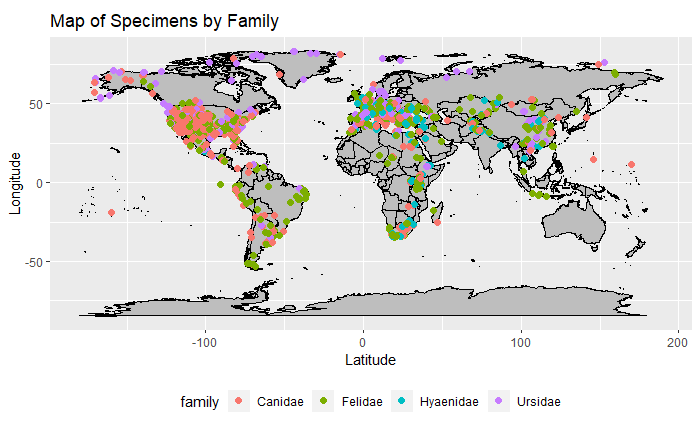 Map of Specimens by Family
Longitude
50
0
-50
-100
0
100
200
Latitude
family
Canidae
Felidae
Hyaenidae
Ursidae